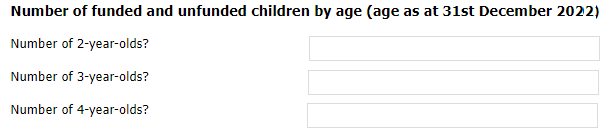 Number of funded and unfunded children by age (age as at 31st December 2022)
Number of 2-year-olds?
Number of 3-year-olds?
Number of 4-year-olds?